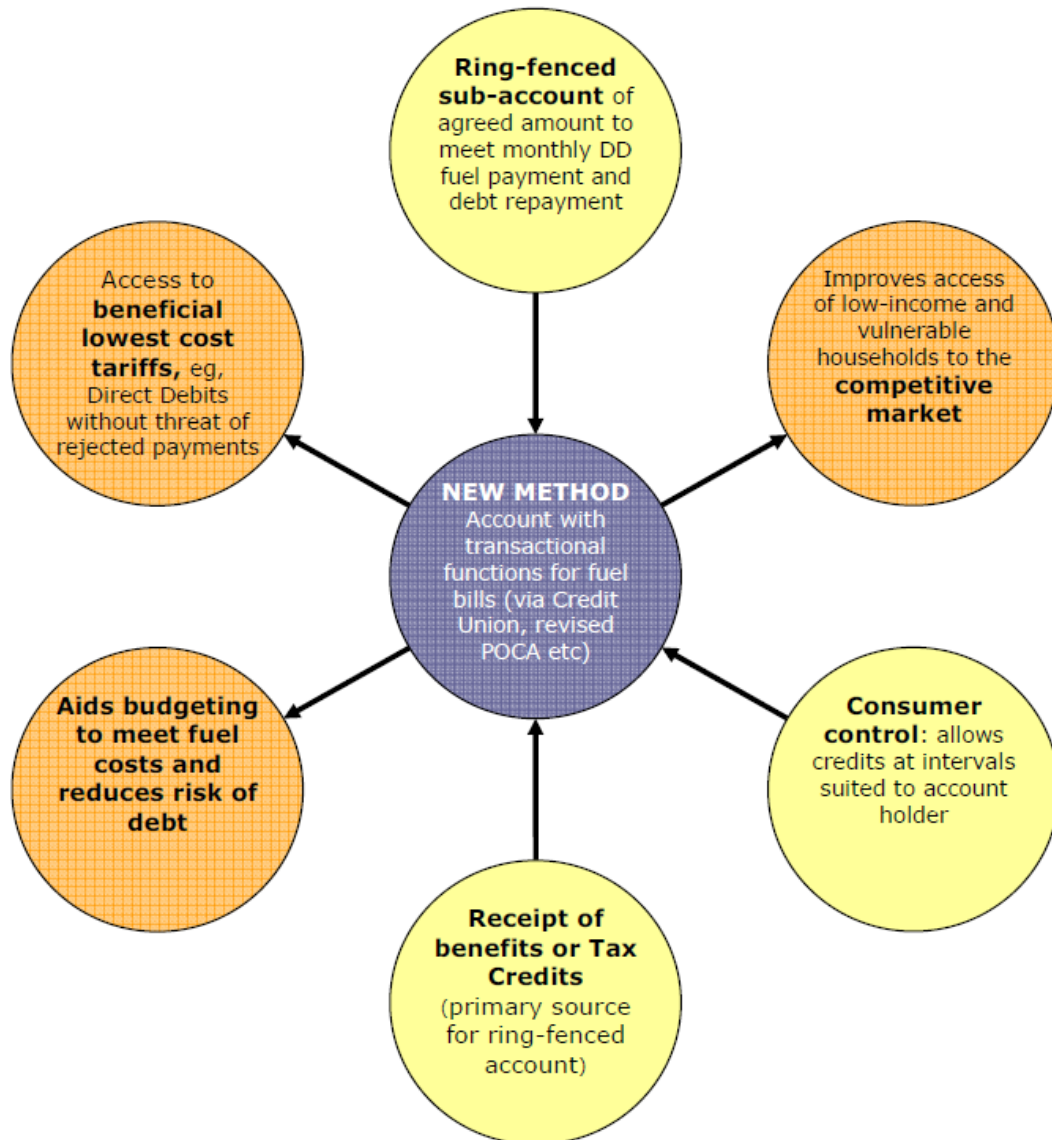 Ring-fenced
sub-account of
agreed amount to
meet monthly DD
fuel payment and
debt repayment
Access to
beneficial
lowest cost
tariffs, eg,
Direct Debits
without threat of
rejected payments
Improves access
of low-income and
vulnerable
households to the
competitive
market
NEW METHOD
Account with
transactional
functions for fuel
bills (via Credit
Union, revised
POCA etc)
Aids budgeting
to meet fuel
costs and
reduces risk of
debt
Consumer
control: allows
credits at intervals
suited to account
holder
Receipt of
benefits or Tax
Credits
(primary source
for ring-fenced
account)